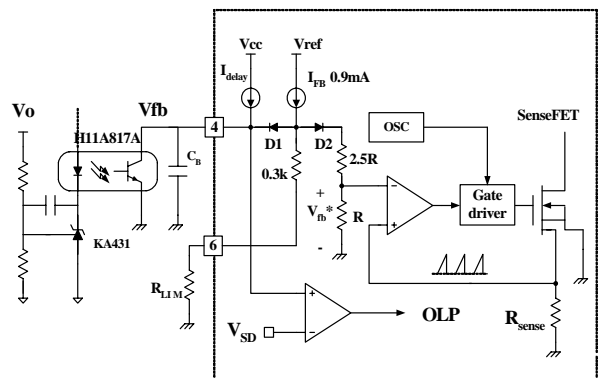 Vcc Vref
I_delay I_FB 0.9mA
Vo Vfb 4
H11A817A
C_B
D1 D2
OSC
SenseFET
2.5R
0.3k
+
V_fb*
R
-
−
+
Gate
driver
KA431
6
R_LIM
+
−
V_SD
OLP
R_sense